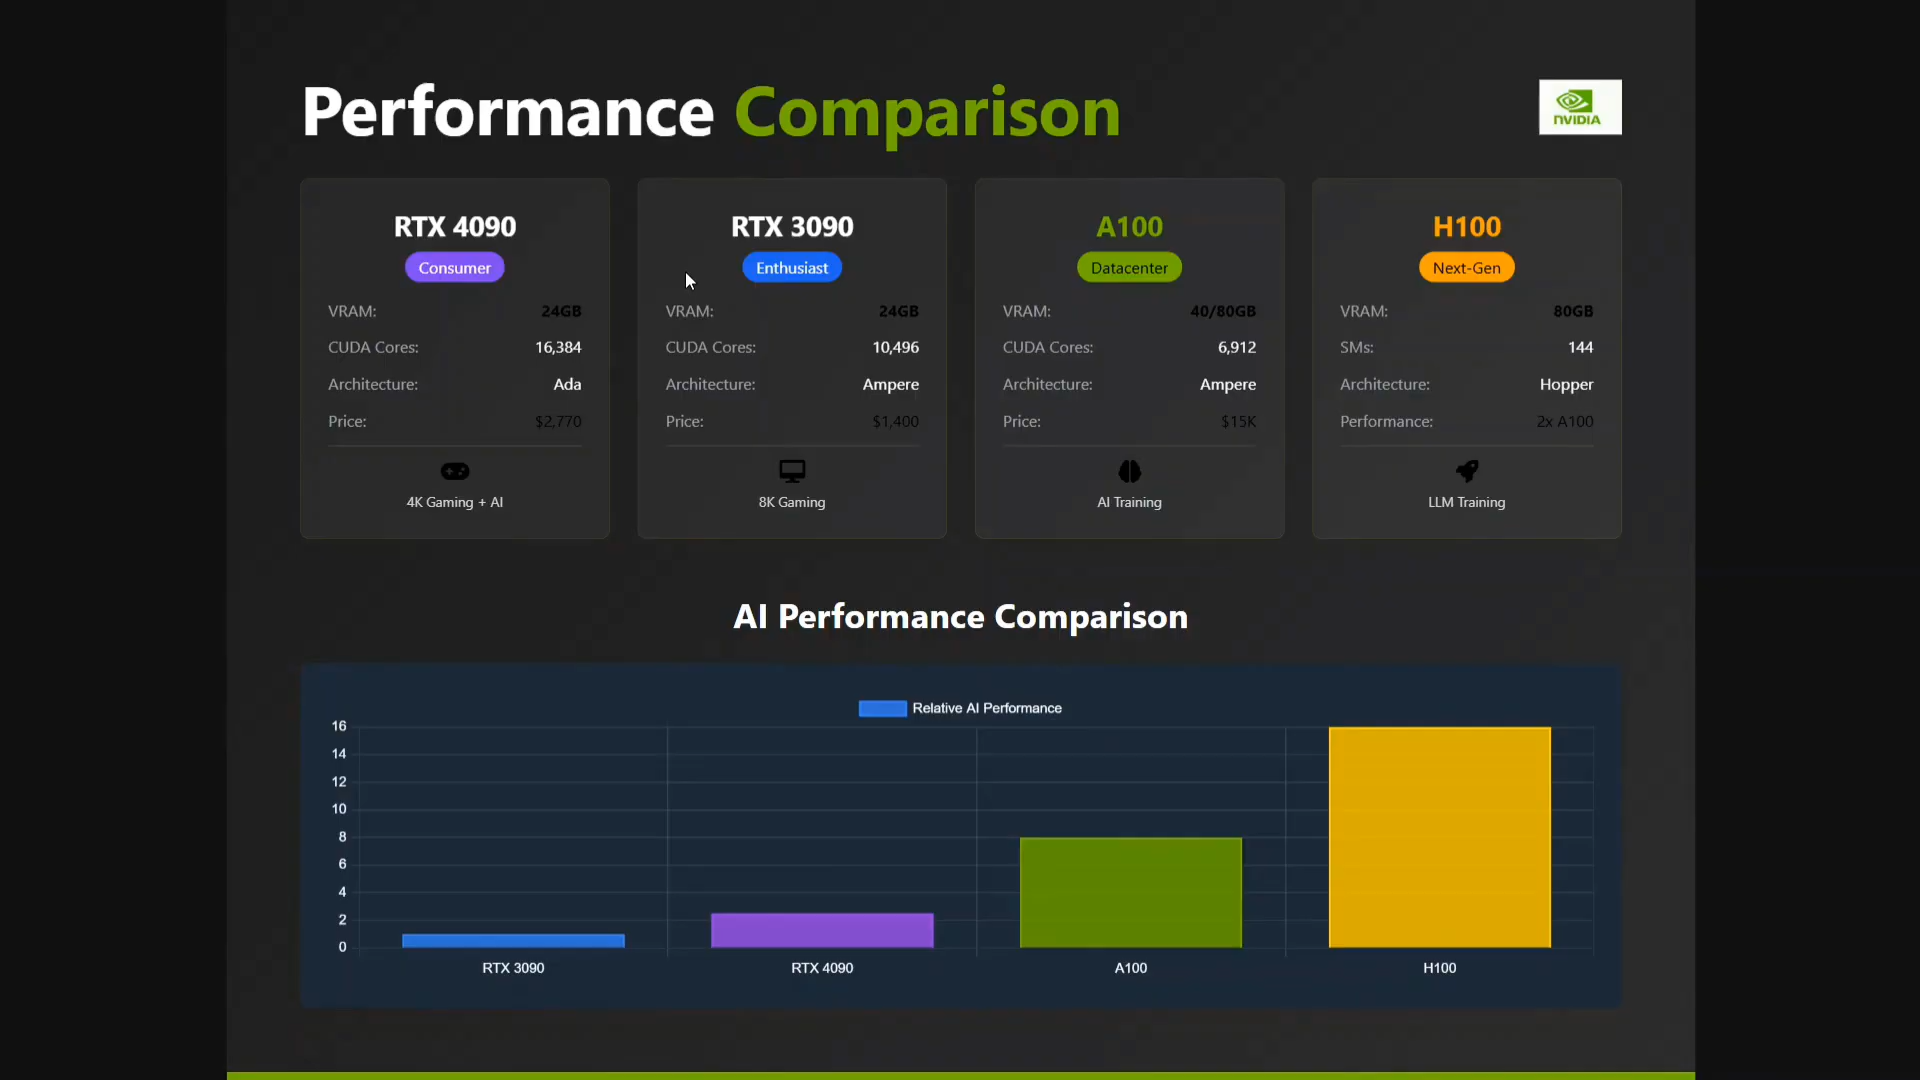 Performance Comparison
NVIDIA
RTX 4090
Consumer
VRAM: 24GB
CUDA Cores: 16,384
Architecture: Ada
Price: $2,770
4K Gaming + AI
RTX 3090
Enthusiast
VRAM: 24GB
CUDA Cores: 10,496
Architecture: Ampere
Price: $1,400
8K Gaming
A100
Datacenter
VRAM: 40/80GB
CUDA Cores: 6,912
Architecture: Ampere
Price: $15K
AI Training
H100
Next-Gen
VRAM: 80GB
SMs: 144
Architecture: Hopper
Performance: 2x A100
LLM Training
AI Performance Comparison
Relative AI Performance
16
14
12
10
8
6
4
2
0
RTX 3090 RTX 4090 A100 H100